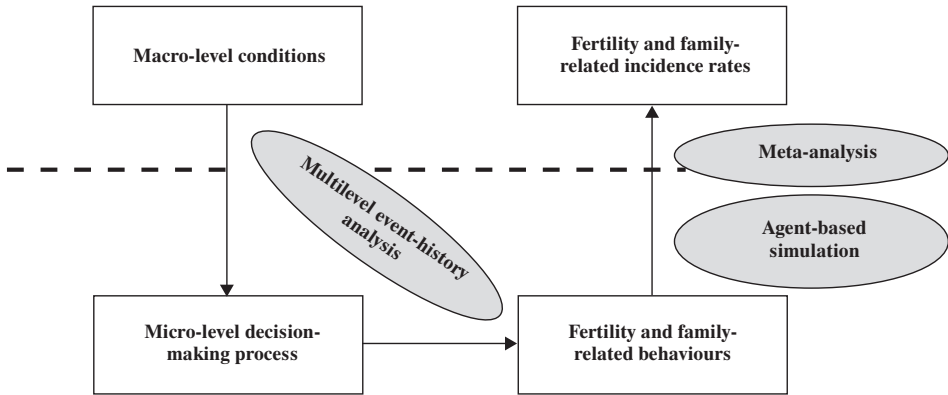 Macro-level conditions
Fertility and family-
related incidence rates
Meta-analysis
Multilevel event-history
analysis
Agent-based
simulation
Micro-level decision-
making process
Fertility and family-
related behaviours